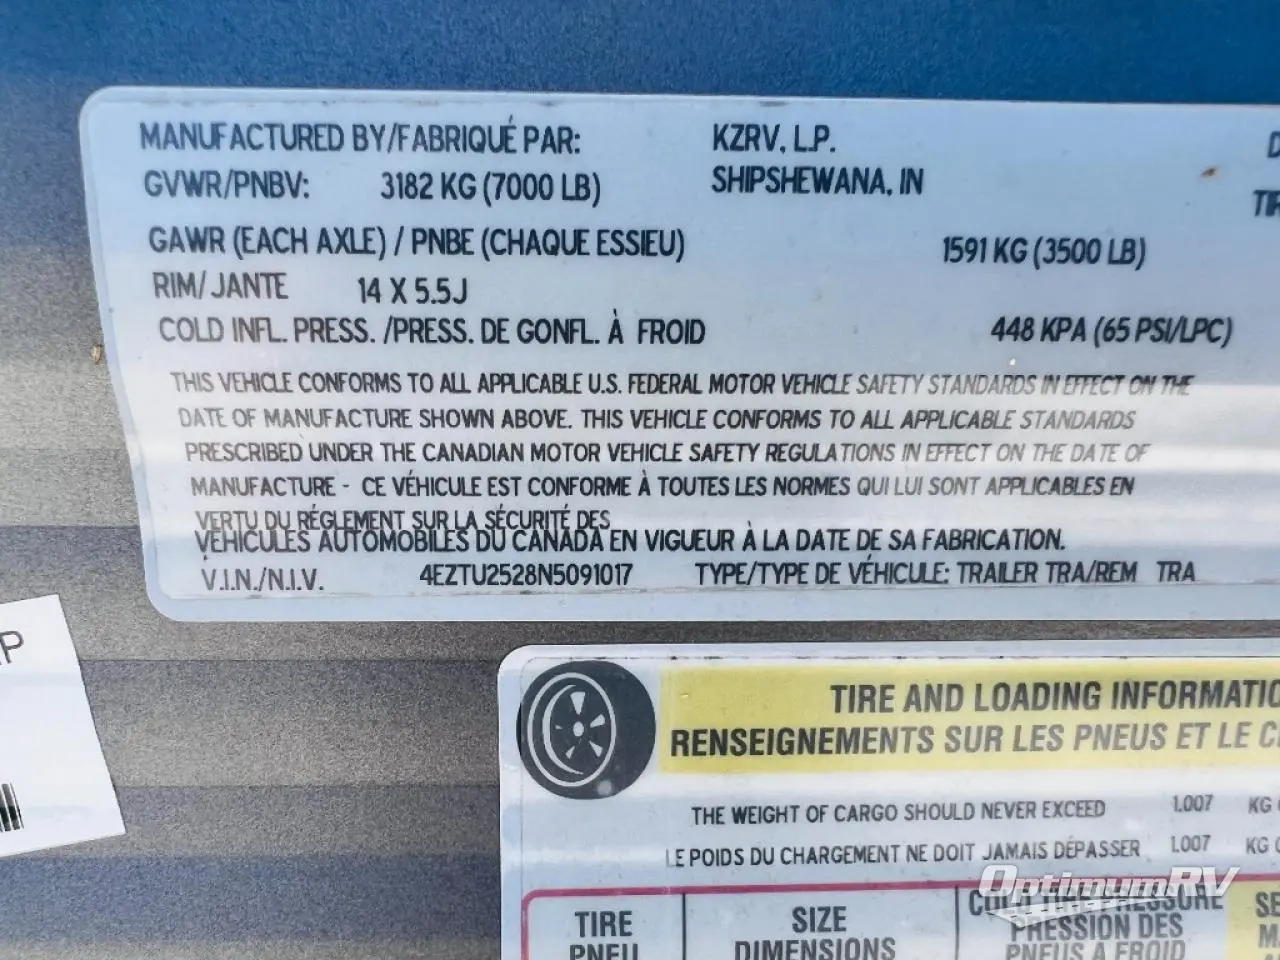 MANUFACTURED BY/FABRIQUÉ PAR: KZRV, L.P.
GVWR/PNBV: 3182 KG (7000 LB) SHIPSHEWANA, IN
GAWR (EACH AXLE) / PNBE (CHAQUE ESSIEU) 1591 KG (3500 LB)
RIM/ JANTE 14 X 5.5J
COLD INFL. PRESS. /PRESS. DE GONFL. À FROID 448 KPA (65 PSI/LPC)
THIS VEHICLE CONFORMS TO ALL APPLICABLE U.S. FEDERAL MOTOR VEHICLE SAFETY STANDARDS IN EFFECT ON THE
DATE OF MANUFACTURE SHOWN ABOVE. THIS VEHICLE CONFORMS TO ALL APPLICABLE STANDARDS
PRESCRIBED UNDER THE CANADIAN MOTOR VEHICLE SAFETY REGULATIONS IN EFFECT ON THE DATE OF
MANUFACTURE - CE VÉHICULE EST CONFORME À TOUTES LES NORMES QUI LUI SONT APPLICABLES EN
VERTU DU RÉGLEMENT SUR LA SÉCURITÉ DES
VÉHICULES AUTOMOBILES DU CANADA EN VIGUEUR À LA DATE DE SA FABRICATION.
V.I.N./N.I.V. 4EZTU2528N5091017 TYPE/TYPE DE VÉHICULE: TRAILER TRA/REM TRA
TIRE AND LOADING INFORMATIO
RENSEIGNEMENTS SUR LES PNEUS ET LE C
THE WEIGHT OF CARGO SHOULD NEVER EXCEED 1,007 KG
LE POIDS DU CHARGEMENT NE DOIT JAMAIS DÉPASSER 1,007 KG
TIRE SIZE COLD TIRE PRESSURE SE
PNEU DIMENSIONS PRESSION DES
PNEUS A FROID
OptimumRV